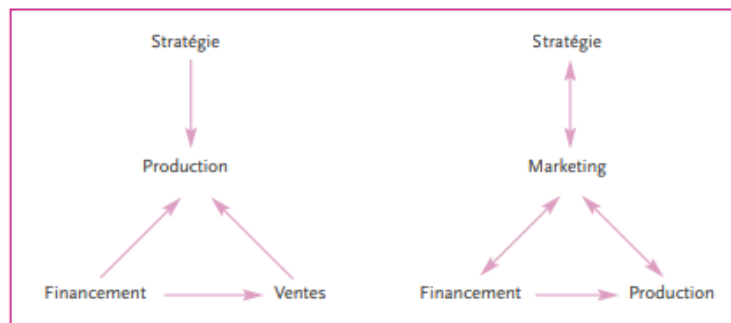 Stratégie
Stratégie
Production
Marketing
Financement
Ventes
Financement
Production